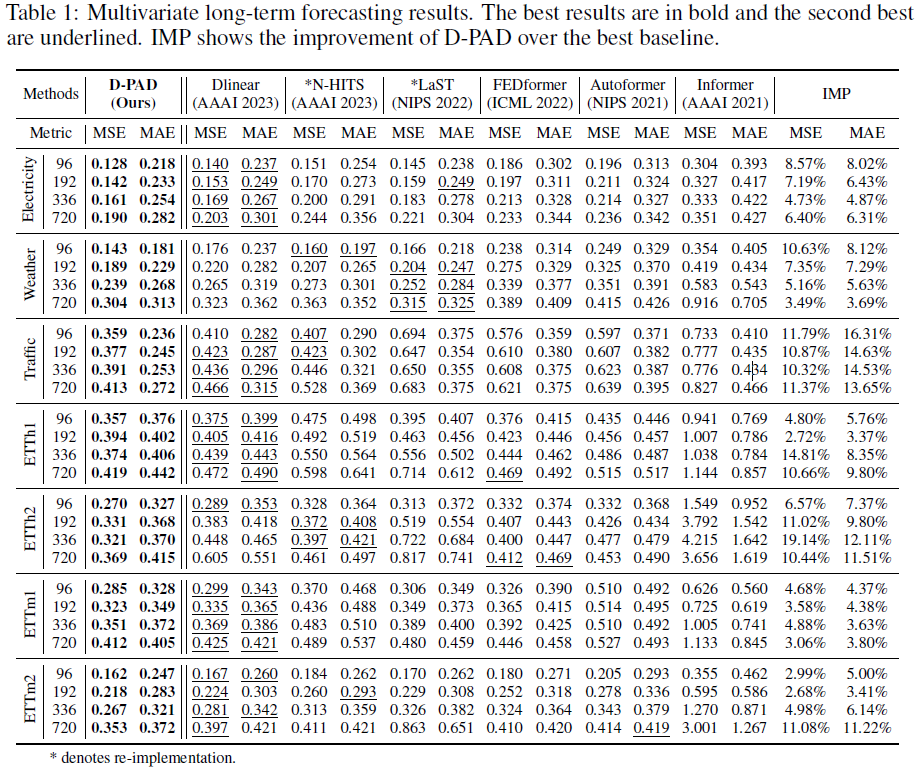 Table 1: Multivariate long-term forecasting results. The best results are in bold and the second best
are underlined. IMP shows the improvement of D-PAD over the best baseline.
Methods D-PAD (Ours) Dlinear (AAAI 2023) *N-HITS (AAAI 2023) *LaST (NIPS 2022) FEDformer (ICML 2022) Autoformer (NIPS 2021) Informer (AAAI 2021) IMP
Metric MSE MAE MSE MAE MSE MAE MSE MAE MSE MAE MSE MAE MSE MAE MSE MAE
Electricity
96 0.128 0.218 0.140 0.237 0.151 0.254 0.145 0.238 0.186 0.302 0.196 0.313 0.304 0.393 8.57% 8.02%
192 0.142 0.233 0.153 0.249 0.170 0.273 0.159 0.249 0.197 0.311 0.211 0.324 0.327 0.417 7.19% 6.43%
336 0.161 0.254 0.169 0.267 0.200 0.291 0.183 0.278 0.213 0.328 0.214 0.327 0.333 0.422 4.73% 4.87%
720 0.190 0.282 0.203 0.301 0.244 0.356 0.221 0.304 0.233 0.344 0.236 0.342 0.351 0.427 6.40% 6.31%
Weather
96 0.143 0.181 0.176 0.237 0.160 0.197 0.166 0.218 0.238 0.314 0.249 0.329 0.354 0.405 10.63% 8.12%
192 0.189 0.229 0.220 0.282 0.207 0.265 0.204 0.247 0.275 0.329 0.325 0.370 0.419 0.434 7.35% 7.29%
336 0.239 0.268 0.265 0.319 0.273 0.301 0.252 0.284 0.339 0.377 0.351 0.391 0.583 0.543 5.16% 5.63%
720 0.304 0.313 0.323 0.362 0.363 0.352 0.315 0.325 0.389 0.409 0.415 0.426 0.916 0.705 3.49% 3.69%
Traffic
96 0.359 0.236 0.410 0.282 0.407 0.290 0.694 0.375 0.576 0.359 0.597 0.371 0.733 0.410 11.79% 16.31%
192 0.377 0.245 0.423 0.287 0.423 0.302 0.647 0.354 0.610 0.380 0.607 0.382 0.777 0.435 10.87% 14.63%
336 0.391 0.253 0.436 0.296 0.446 0.321 0.650 0.355 0.608 0.375 0.623 0.387 0.776 0.434 10.32% 14.53%
720 0.413 0.272 0.466 0.315 0.528 0.369 0.683 0.375 0.621 0.375 0.639 0.395 0.827 0.466 11.37% 13.65%
ETTh1
96 0.357 0.376 0.375 0.399 0.475 0.498 0.395 0.407 0.376 0.415 0.435 0.446 0.941 0.769 4.80% 5.76%
192 0.394 0.402 0.405 0.416 0.492 0.519 0.463 0.456 0.423 0.446 0.456 0.457 1.007 0.786 2.72% 3.37%
336 0.374 0.406 0.439 0.443 0.550 0.564 0.556 0.502 0.444 0.462 0.486 0.487 1.038 0.784 14.81% 8.35%
720 0.419 0.442 0.472 0.490 0.598 0.641 0.714 0.612 0.469 0.492 0.515 0.517 1.144 0.857 10.66% 9.80%
ETTh2
96 0.270 0.327 0.289 0.353 0.328 0.364 0.313 0.372 0.332 0.374 0.332 0.368 1.549 0.952 6.57% 7.37%
192 0.331 0.368 0.383 0.418 0.372 0.408 0.519 0.554 0.407 0.443 0.426 0.434 3.792 1.542 11.02% 9.80%
336 0.321 0.370 0.448 0.465 0.397 0.421 0.722 0.684 0.400 0.447 0.477 0.479 4.215 1.642 19.14% 12.11%
720 0.369 0.415 0.605 0.551 0.461 0.497 0.817 0.741 0.412 0.469 0.453 0.490 3.656 1.619 10.44% 11.51%
ETTm1
96 0.285 0.328 0.299 0.343 0.370 0.468 0.306 0.349 0.326 0.390 0.510 0.492 0.626 0.560 4.68% 4.37%
192 0.323 0.349 0.335 0.365 0.436 0.488 0.349 0.373 0.365 0.415 0.514 0.495 0.725 0.619 3.58% 4.38%
336 0.351 0.372 0.369 0.386 0.483 0.510 0.389 0.400 0.392 0.425 0.510 0.492 1.005 0.741 4.88% 3.63%
720 0.412 0.405 0.425 0.421 0.489 0.537 0.480 0.459 0.446 0.458 0.527 0.493 1.133 0.845 3.06% 3.80%
ETTm2
96 0.162 0.247 0.167 0.260 0.184 0.262 0.170 0.262 0.180 0.271 0.205 0.293 0.355 0.462 2.99% 5.00%
192 0.218 0.283 0.224 0.303 0.260 0.293 0.229 0.308 0.252 0.318 0.278 0.336 0.595 0.586 2.68% 3.41%
336 0.267 0.321 0.281 0.342 0.313 0.359 0.326 0.382 0.324 0.364 0.343 0.379 1.270 0.871 4.98% 6.14%
720 0.353 0.372 0.397 0.421 0.411 0.421 0.863 0.651 0.410 0.420 0.414 0.419 3.001 1.267 11.08% 11.22%
* denotes re-implementation.